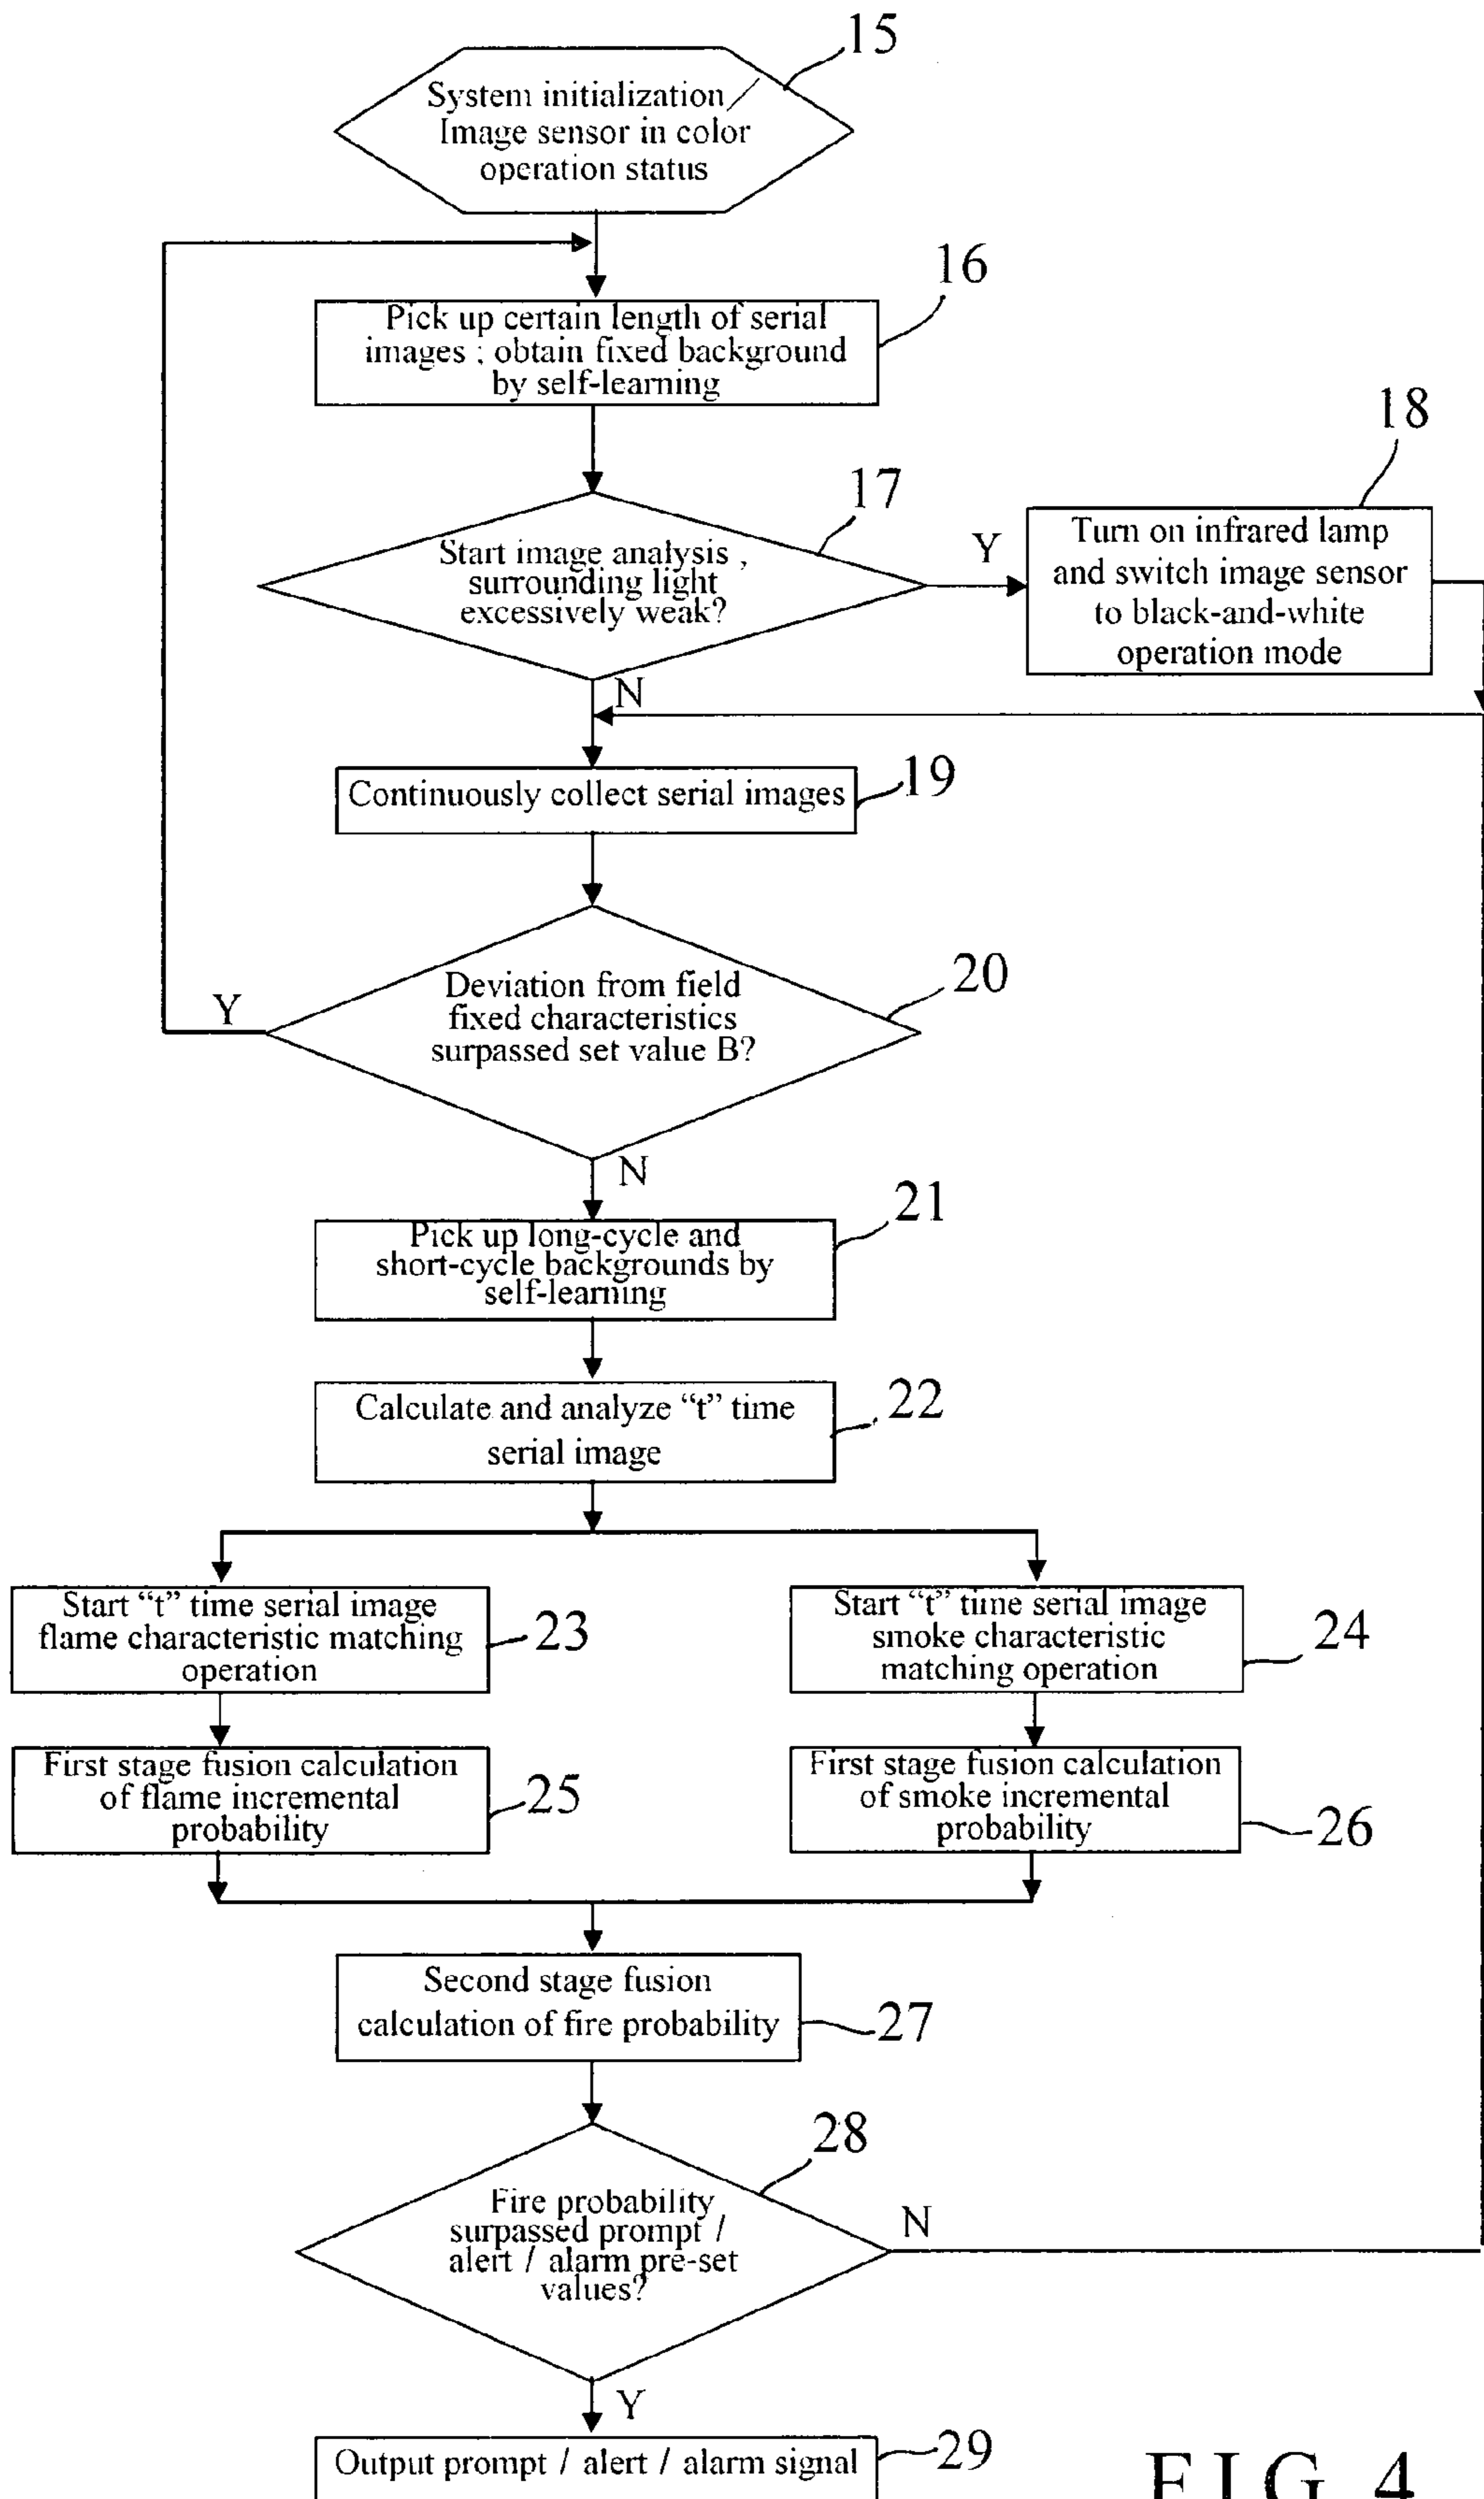 15
System initialization /
Image sensor in color
operation status
16
Pick up certain length of serial
images ; obtain fixed background
by self-learning
17
18
Start image analysis ,
surrounding light
excessively weak?
Y
Turn on infrared lamp
and switch image sensor
to black-and-white
operation mode
N
Continuously collect serial images
19
20
Deviation from field
fixed characteristics
surpassed set value B?
Y
N
21
Pick up long-cycle and
short-cycle backgrounds by
self-learning
22
Calculate and analyze “t” time
serial image
Start “t” time serial image
flame characteristic matching
operation
23
Start “t” time serial image
smoke characteristic
matching operation
24
First stage fusion calculation
of flame incremental
probability
25
First stage fusion calculation
of smoke incremental
probability
26
Second stage fusion
calculation of fire probability
27
28
Fire probability
surpassed prompt /
alert / alarm pre-set
values?
N
Y
Output prompt / alert / alarm signal
29
FIG. 4